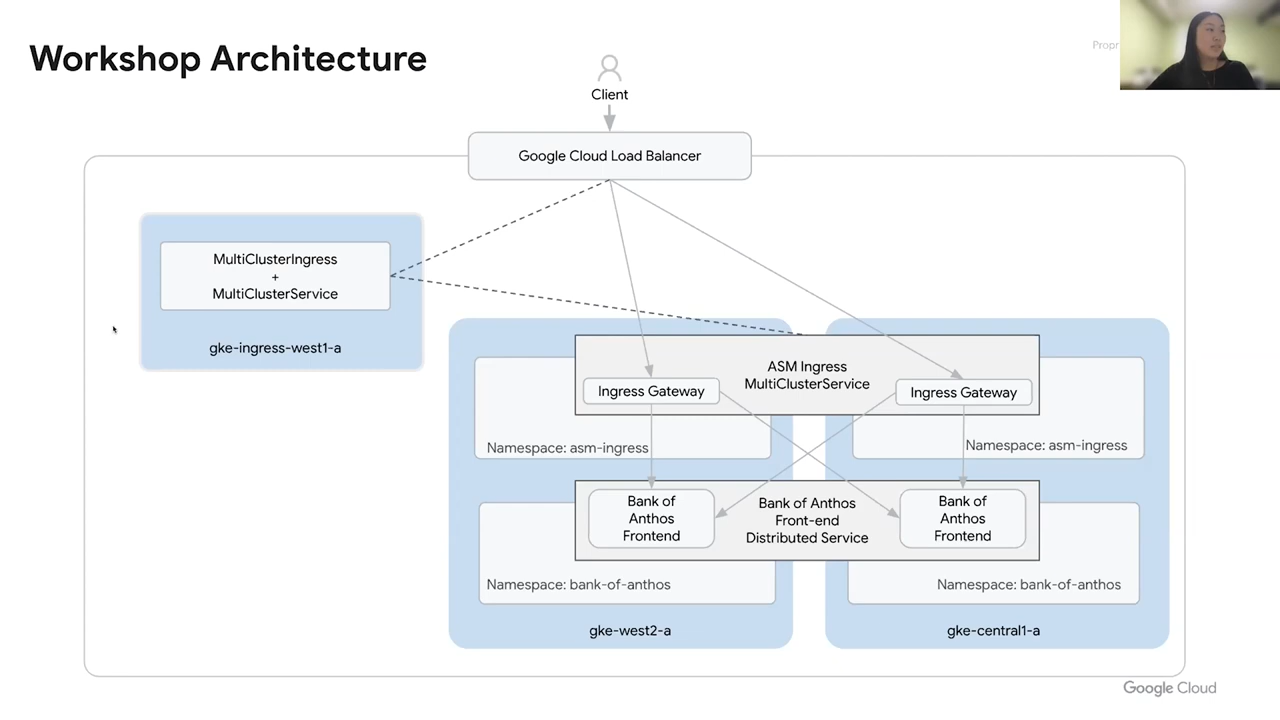 Workshop Architecture
Propr
Client
Google Cloud Load Balancer
MultiClusterIngress
+
MultiClusterService
gke-ingress-west1-a
ASM Ingress
MultiClusterService
Ingress Gateway
Ingress Gateway
Namespace: asm-ingress
Namespace: asm-ingress
Bank of
Anthos
Frontend
Bank of Anthos
Front-end
Distributed Service
Bank of
Anthos
Frontend
Namespace: bank-of-anthos
Namespace: bank-of-anthos
gke-west2-a
gke-central1-a
Google Cloud